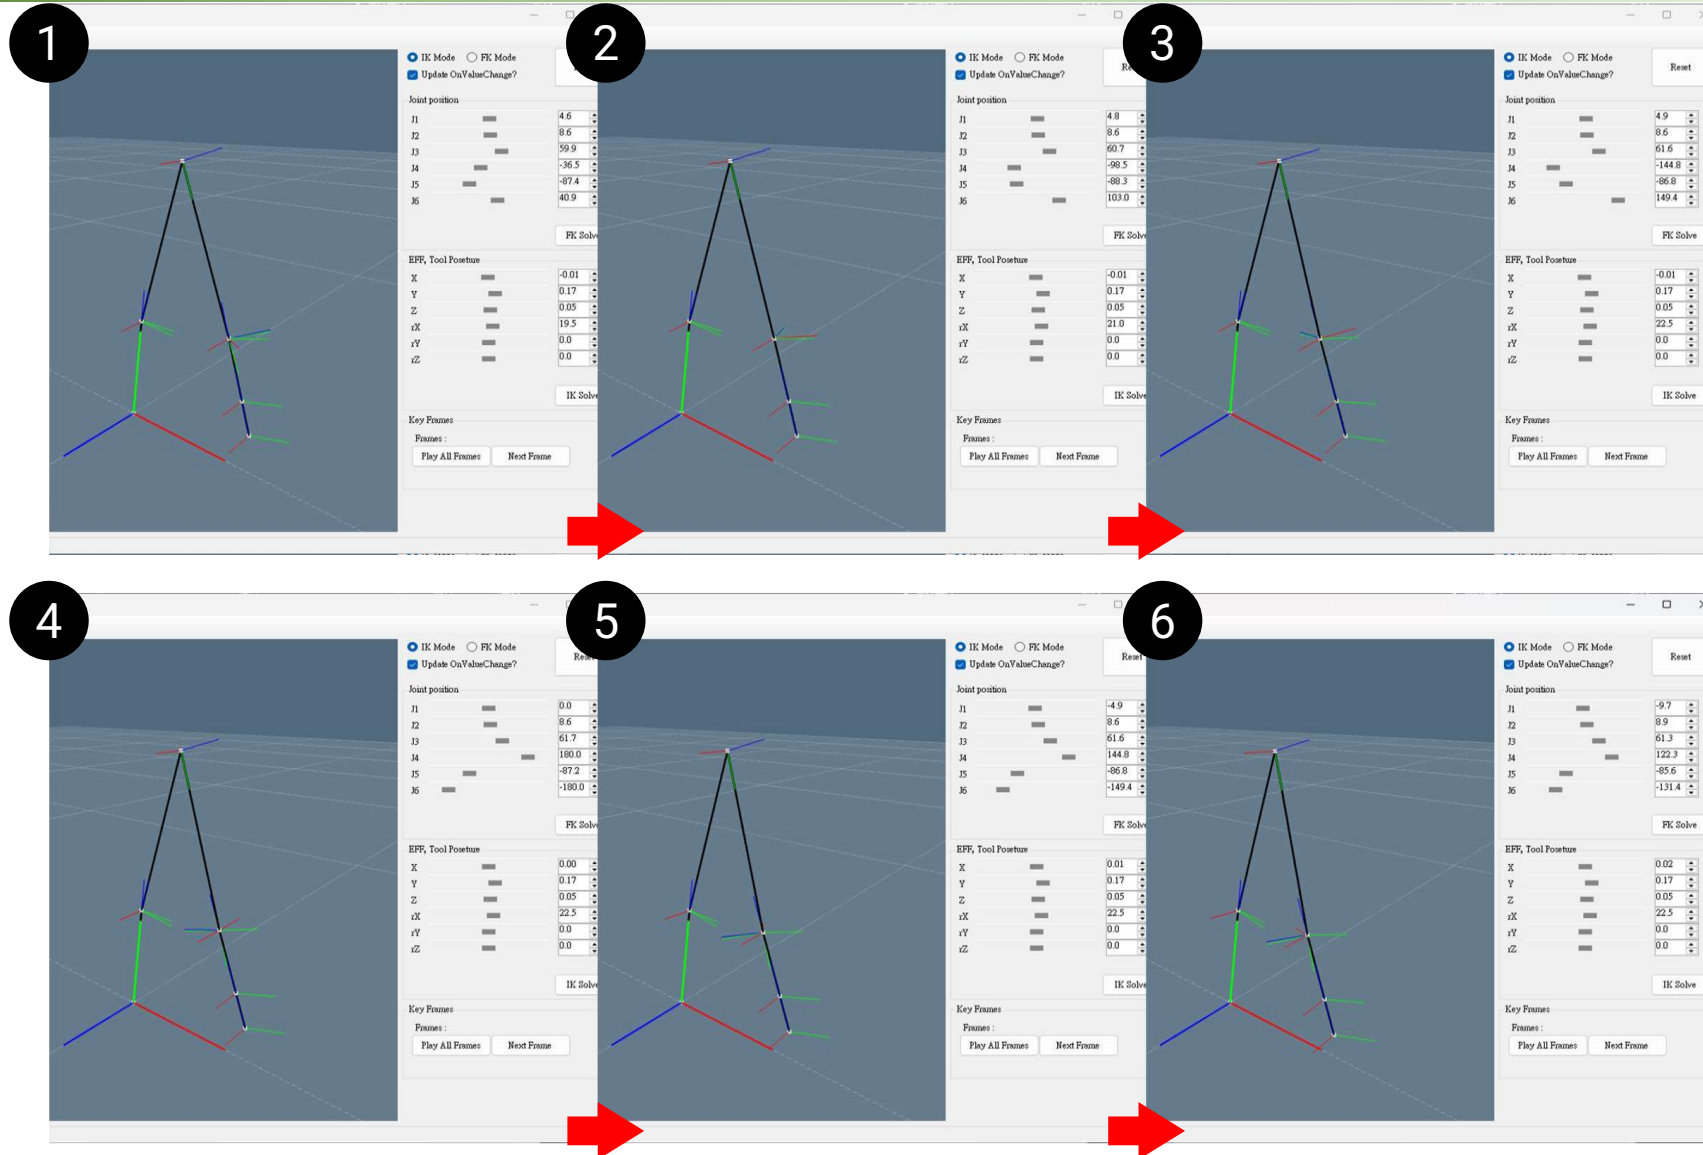 1
IK Mode FK Mode
Update OnValueChange?
Joint position
J1 4.6
J2 8.6
J3 59.9
J4 -36.5
J5 -87.4
J6 40.9
FK Solve
EFF, Tool Posture
X -0.01
Y 0.17
Z 0.05
rX 19.5
rY 0.0
rZ 0.0
IK Solve
Key Frames
Frames :
Play All Frames Next Frame
2
IK Mode FK Mode
Update OnValueChange?
Joint position
J1 4.8
J2 8.6
J3 60.7
J4 -98.5
J5 -88.3
J6 103.0
FK Solve
EFF, Tool Posture
X -0.01
Y 0.17
Z 0.05
rX 21.0
rY 0.0
rZ 0.0
IK Solve
Key Frames
Frames :
Play All Frames Next Frame
3
IK Mode FK Mode
Update OnValueChange?
Reset
Joint position
J1 4.9
J2 8.6
J3 61.6
J4 -144.8
J5 -86.8
J6 149.4
FK Solve
EFF, Tool Posture
X -0.01
Y 0.17
Z 0.05
rX 22.5
rY 0.0
rZ 0.0
IK Solve
Key Frames
Frames :
Play All Frames Next Frame
4
IK Mode FK Mode
Update OnValueChange?
Reset
Joint position
J1 0.0
J2 8.6
J3 61.7
J4 180.0
J5 -87.2
J6 -180.0
FK Solve
EFF, Tool Posture
X 0.00
Y 0.17
Z 0.05
rX 22.5
rY 0.0
rZ 0.0
IK Solve
Key Frames
Frames :
Play All Frames Next Frame
5
IK Mode FK Mode
Update OnValueChange?
Reset
Joint position
J1 -4.9
J2 8.6
J3 61.6
J4 144.8
J5 -86.8
J6 -149.4
FK Solve
EFF, Tool Posture
X 0.01
Y 0.17
Z 0.05
rX 22.5
rY 0.0
rZ 0.0
IK Solve
Key Frames
Frames :
Play All Frames Next Frame
6
IK Mode FK Mode
Update OnValueChange?
Reset
Joint position
J1 -9.7
J2 8.9
J3 61.3
J4 122.3
J5 -85.6
J6 -131.4
FK Solve
EFF, Tool Posture
X 0.02
Y 0.17
Z 0.05
rX 22.5
rY 0.0
rZ 0.0
IK Solve
Key Frames
Frames :
Play All Frames Next Frame